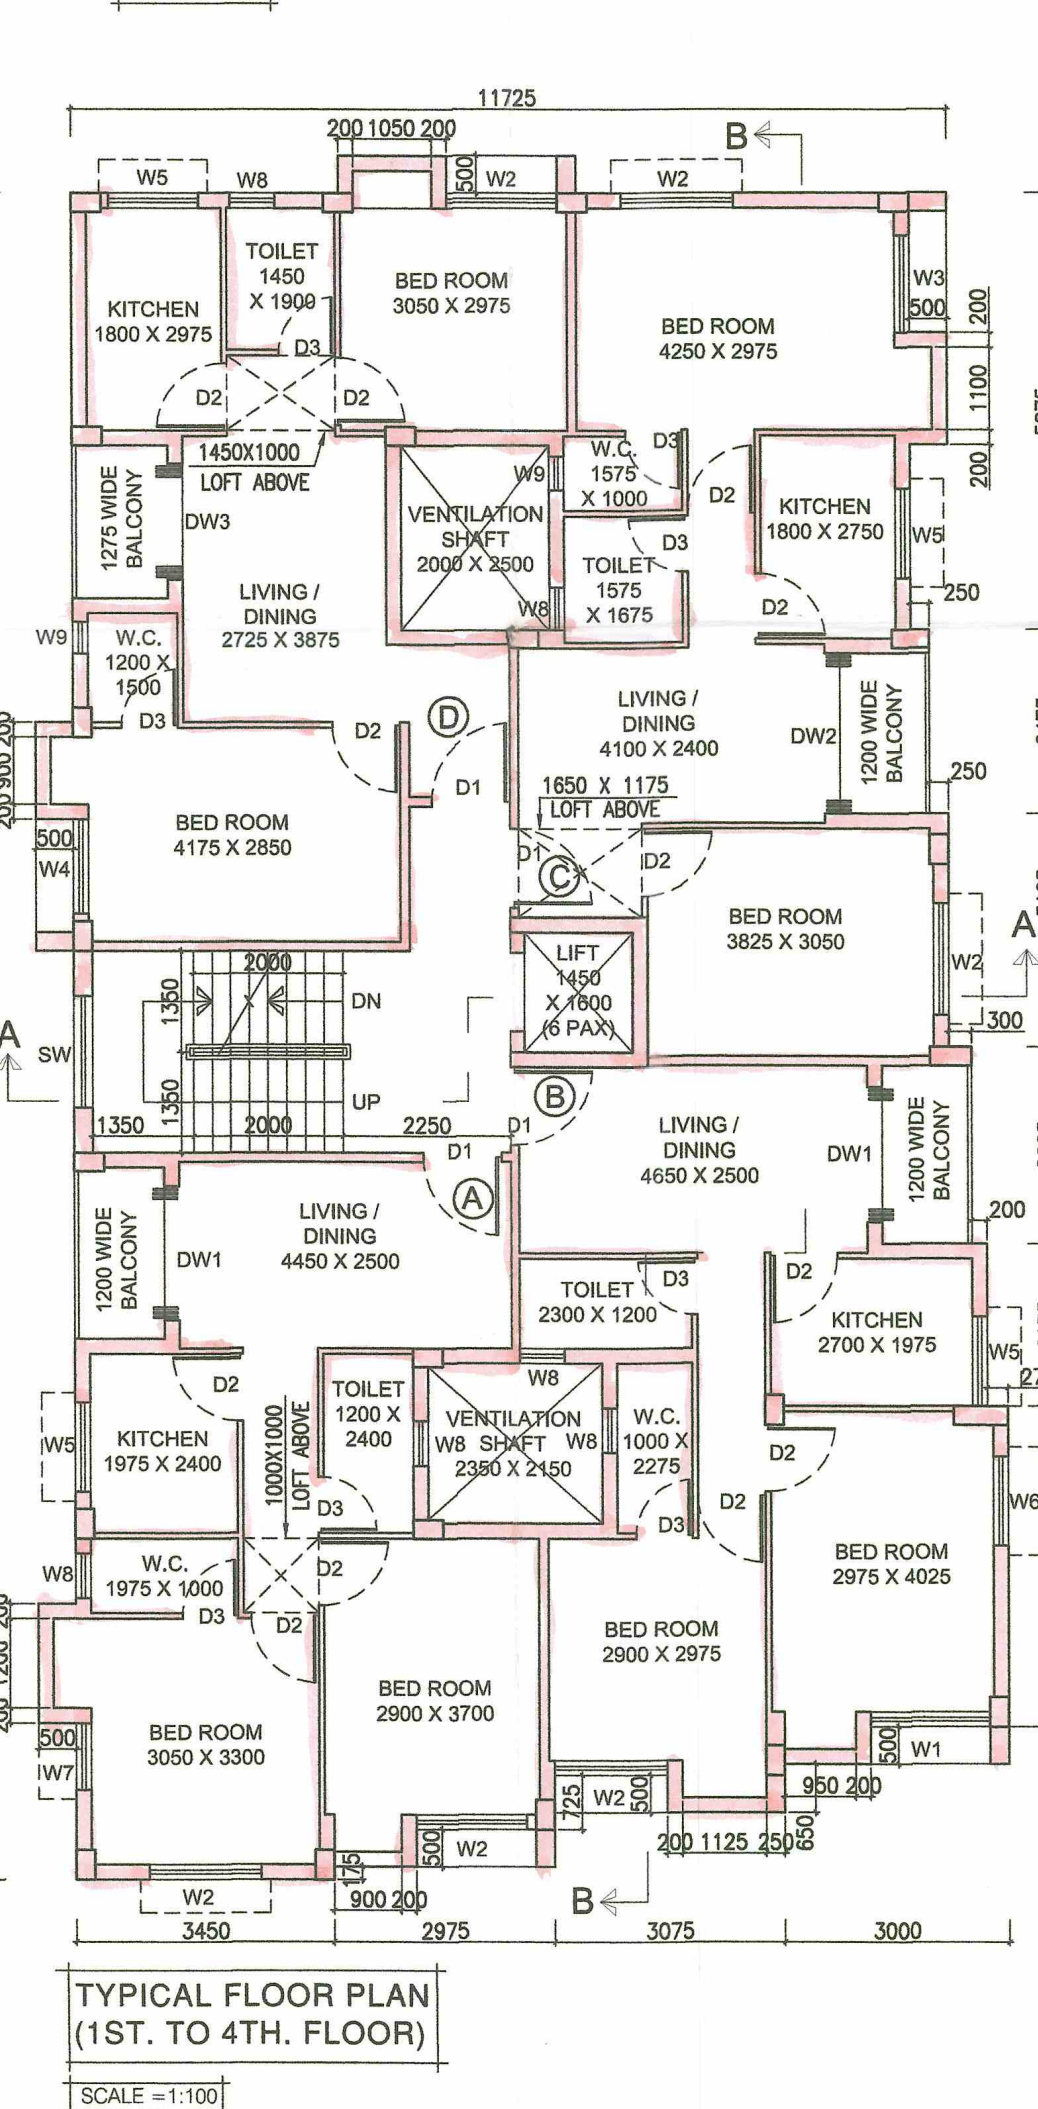 11725
200 1050 200
B
W5
W8
500
W2
W2
TOILET
1450
X 1900
KITCHEN
1800 X 2975
BED ROOM
3050 X 2975
BED ROOM
4250 X 2975
W3
500
200
1100
200
D3
D2
D2
1450X1000
LOFT ABOVE
W.C.
1575
X 1000
D3
W9
D2
KITCHEN
1800 X 2750
W5
1275 WIDE
BALCONY
DW3
VENTILATION
SHAFT
2000 X 2500
D3
TOILET
1575
X 1675
W8
D2
250
LIVING /
DINING
2725 X 3875
W9
W.C.
1200 X
1500
D3
D2
D
D1
LIVING /
DINING
4100 X 2400
DW2
1200 WIDE
BALCONY
250
1650 X 1175
LOFT ABOVE
200
900
200
BED ROOM
4175 X 2850
500
W4
D1
C
D2
BED ROOM
3825 X 3050
A
W2
300
LIFT
1450
X 1600
(6 PAX)
2000
1350
DN
A
SW
1350
UP
1350
2000
2250
D1
B
D1
A
LIVING /
DINING
4650 X 2500
DW1
1200 WIDE
BALCONY
200
1200 WIDE
BALCONY
DW1
LIVING /
DINING
4450 X 2500
D3
TOILET
2300 X 1200
D2
KITCHEN
2700 X 1975
W5
D2
TOILET
1200 X
2400
1000X1000
LOFT ABOVE
W8
VENTILATION
SHAFT
2350 X 2150
W8
W8
W.C.
1000 X
2275
W5
KITCHEN
1975 X 2400
D3
D2
D2
D3
W6
W8
W.C.
1975 X 1000
D3
D2
D2
BED ROOM
2975 X 4025
BED ROOM
2900 X 2975
BED ROOM
2900 X 3700
BED ROOM
3050 X 3300
200
1200
200
500
W7
500
W1
950 200
650
725
W2
500
200 1125 250
500
W2
175
900 200
W2
B
3450
2975
3075
3000
TYPICAL FLOOR PLAN
(1ST. TO 4TH. FLOOR)
SCALE =1:100